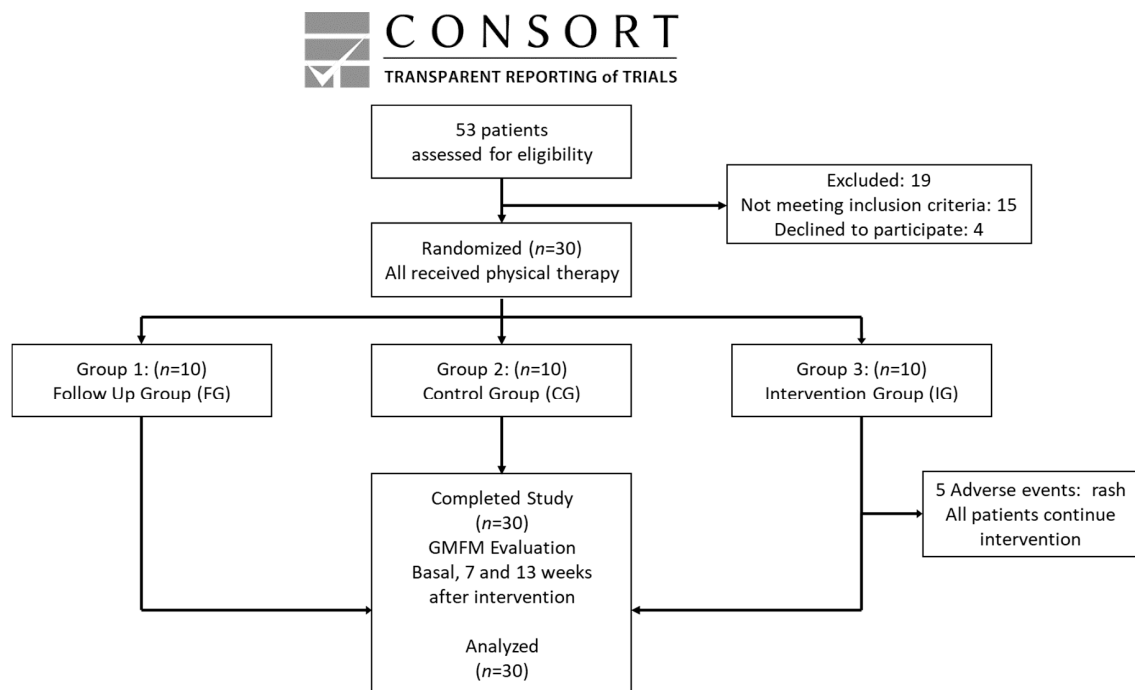 CONSORT
TRANSPARENT REPORTING of TRIALS
53 patients
assessed for eligibility
Excluded: 19
Not meeting inclusion criteria: 15
Declined to participate: 4
Randomized (n=30)
All received physical therapy
Group 1: (n=10)
Follow Up Group (FG)
Group 2: (n=10)
Control Group (CG)
Group 3: (n=10)
Intervention Group (IG)
5 Adverse events: rash
All patients continue
intervention
Completed Study
(n=30)
GMFM Evaluation
Basal, 7 and 13 weeks
after intervention
Analyzed
(n=30)